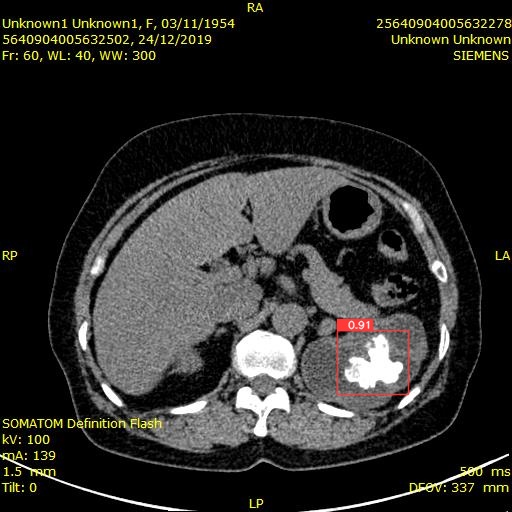 RA
Unknown1 Unknown1, F, 03/11/1954
25640904005632278
5640904005632502, 24/12/2019
Unknown Unknown
Fr: 60, WL: 40, WW: 300
SIEMENS
RP
LA
0.91
SOMATOM Definition Flash
kV: 100
mA: 139
1.5 mm
500 ms
Tilt: 0
DFOV: 337 mm
LP